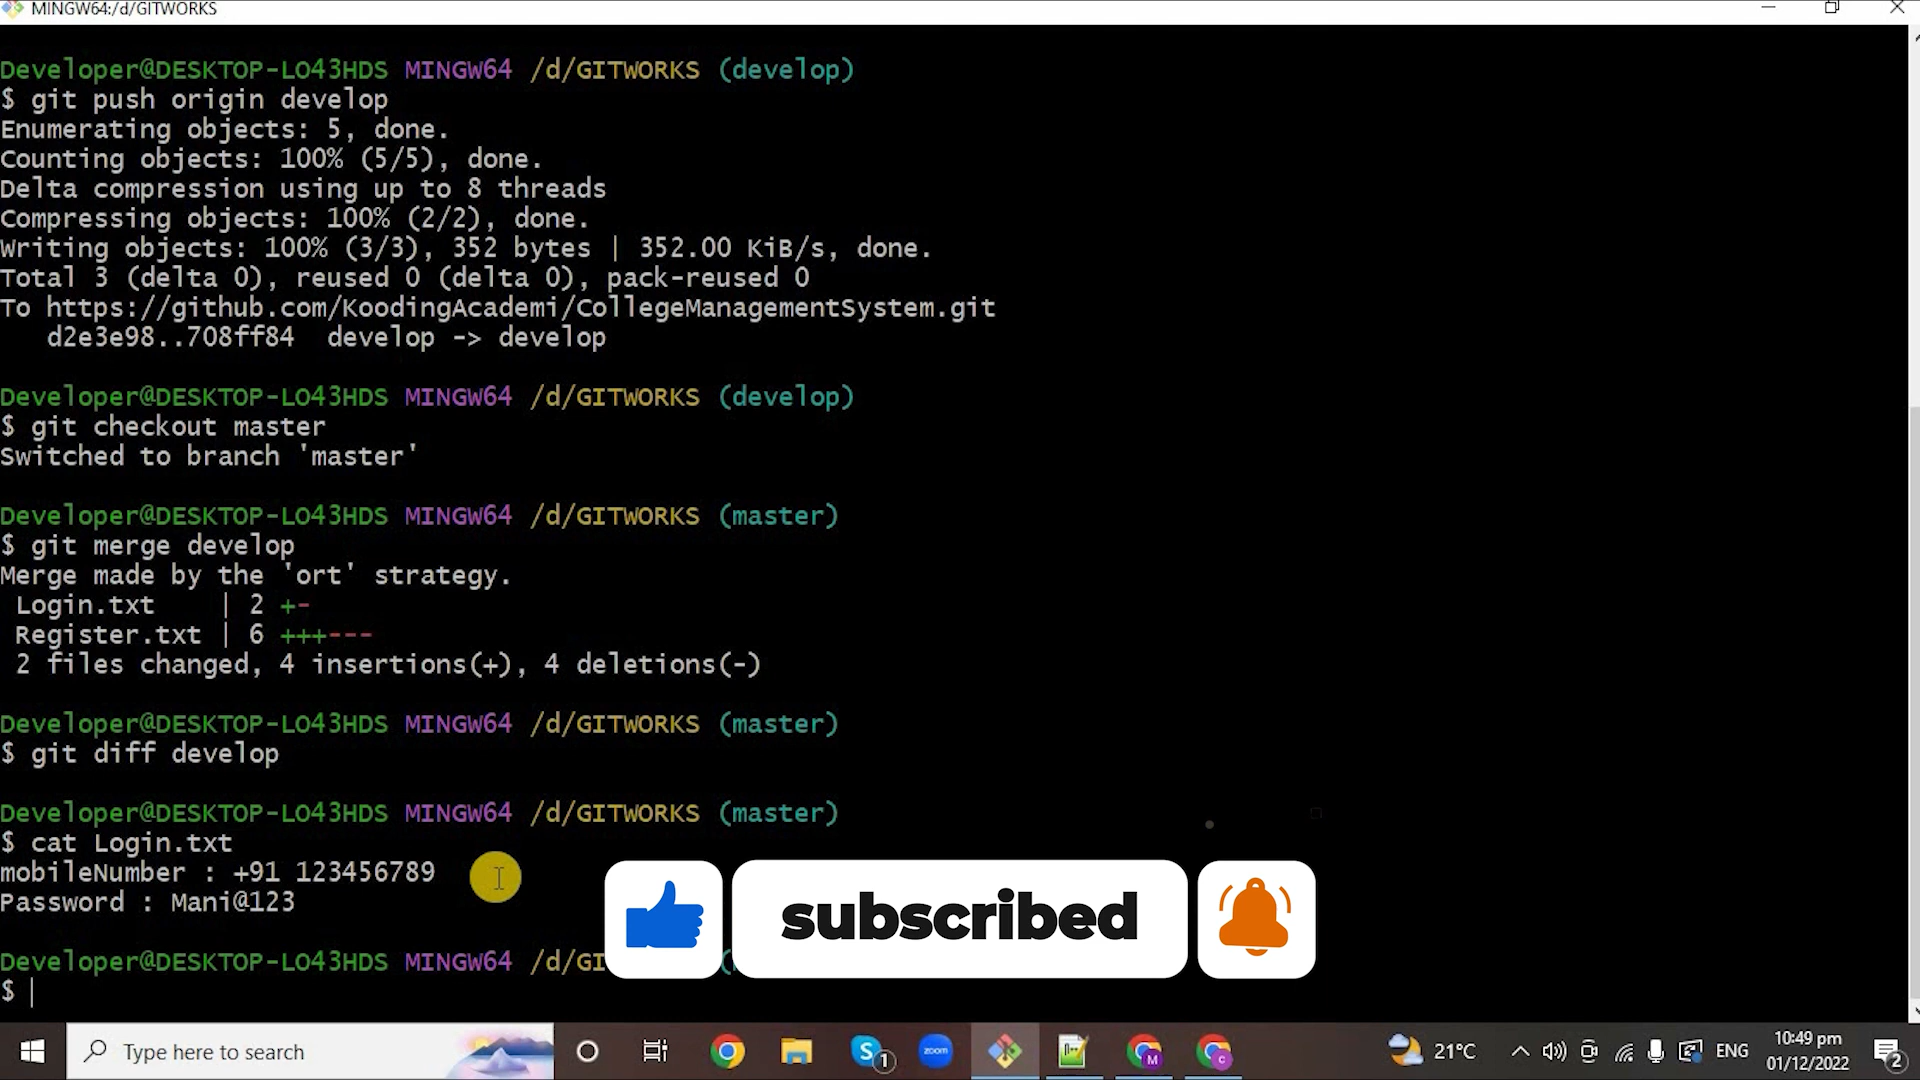 MINGW64:/d/GITWORKS
Developer@DESKTOP-LO43HDS MINGW64 /d/GITWORKS (develop)
$ git push origin develop
Enumerating objects: 5, done.
Counting objects: 100% (5/5), done.
Delta compression using up to 8 threads
Compressing objects: 100% (2/2), done.
Writing objects: 100% (3/3), 352 bytes | 352.00 KiB/s, done.
Total 3 (delta 0), reused 0 (delta 0), pack-reused 0
To https://github.com/KoodingAcademi/CollegeManagementSystem.git
d2e3e98..708ff84  develop -> develop
Developer@DESKTOP-LO43HDS MINGW64 /d/GITWORKS (develop)
$ git checkout master
Switched to branch 'master'
Developer@DESKTOP-LO43HDS MINGW64 /d/GITWORKS (master)
$ git merge develop
Merge made by the 'ort' strategy.
Login.txt    | 2 +-
Register.txt | 6 +++---
2 files changed, 4 insertions(+), 4 deletions(-)
Developer@DESKTOP-LO43HDS MINGW64 /d/GITWORKS (master)
$ git diff develop
Developer@DESKTOP-LO43HDS MINGW64 /d/GITWORKS (master)
$ cat Login.txt
mobileNumber : +91 123456789
Password : Mani@123
subscribed
Developer@DESKTOP-LO43HDS MINGW64 /d/GI
$
Type here to search
1
zoom
M
C
21°C
ENG
10:49 pm
01/12/2022
2